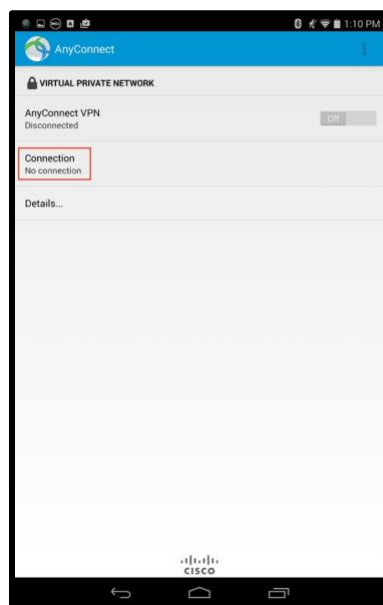 1:10 PM
AnyConnect
VIRTUAL PRIVATE NETWORK
AnyConnect VPN
Disconnected
Off
Connection
No connection
Details...
CISCO